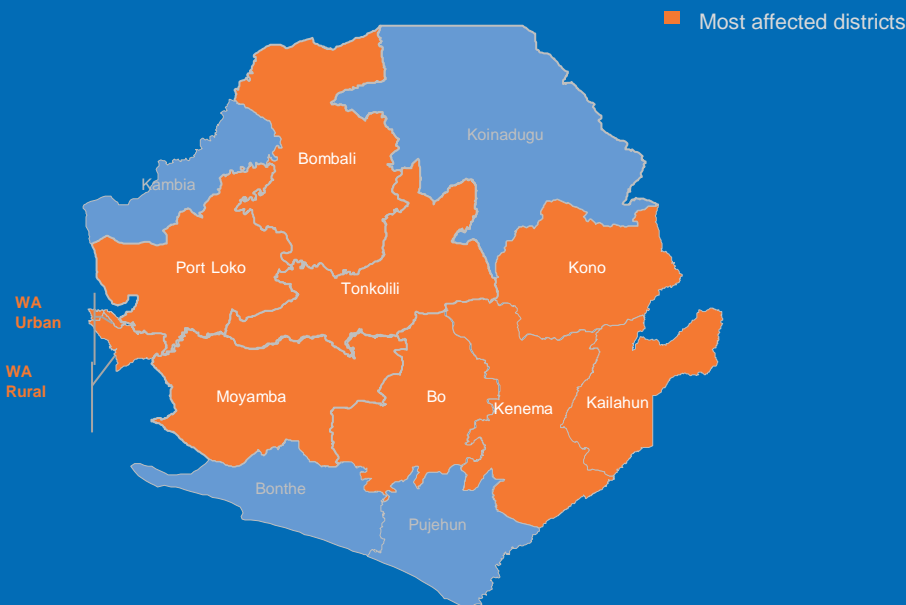 Most affected districts
Koinadugu
Bombali
Kambia
Port Loko
Kono
Tonkolili
WA
Urban
WA
Rural
Moyamba
Bo
Kenema
Kailahun
Bonthe
Pujehun